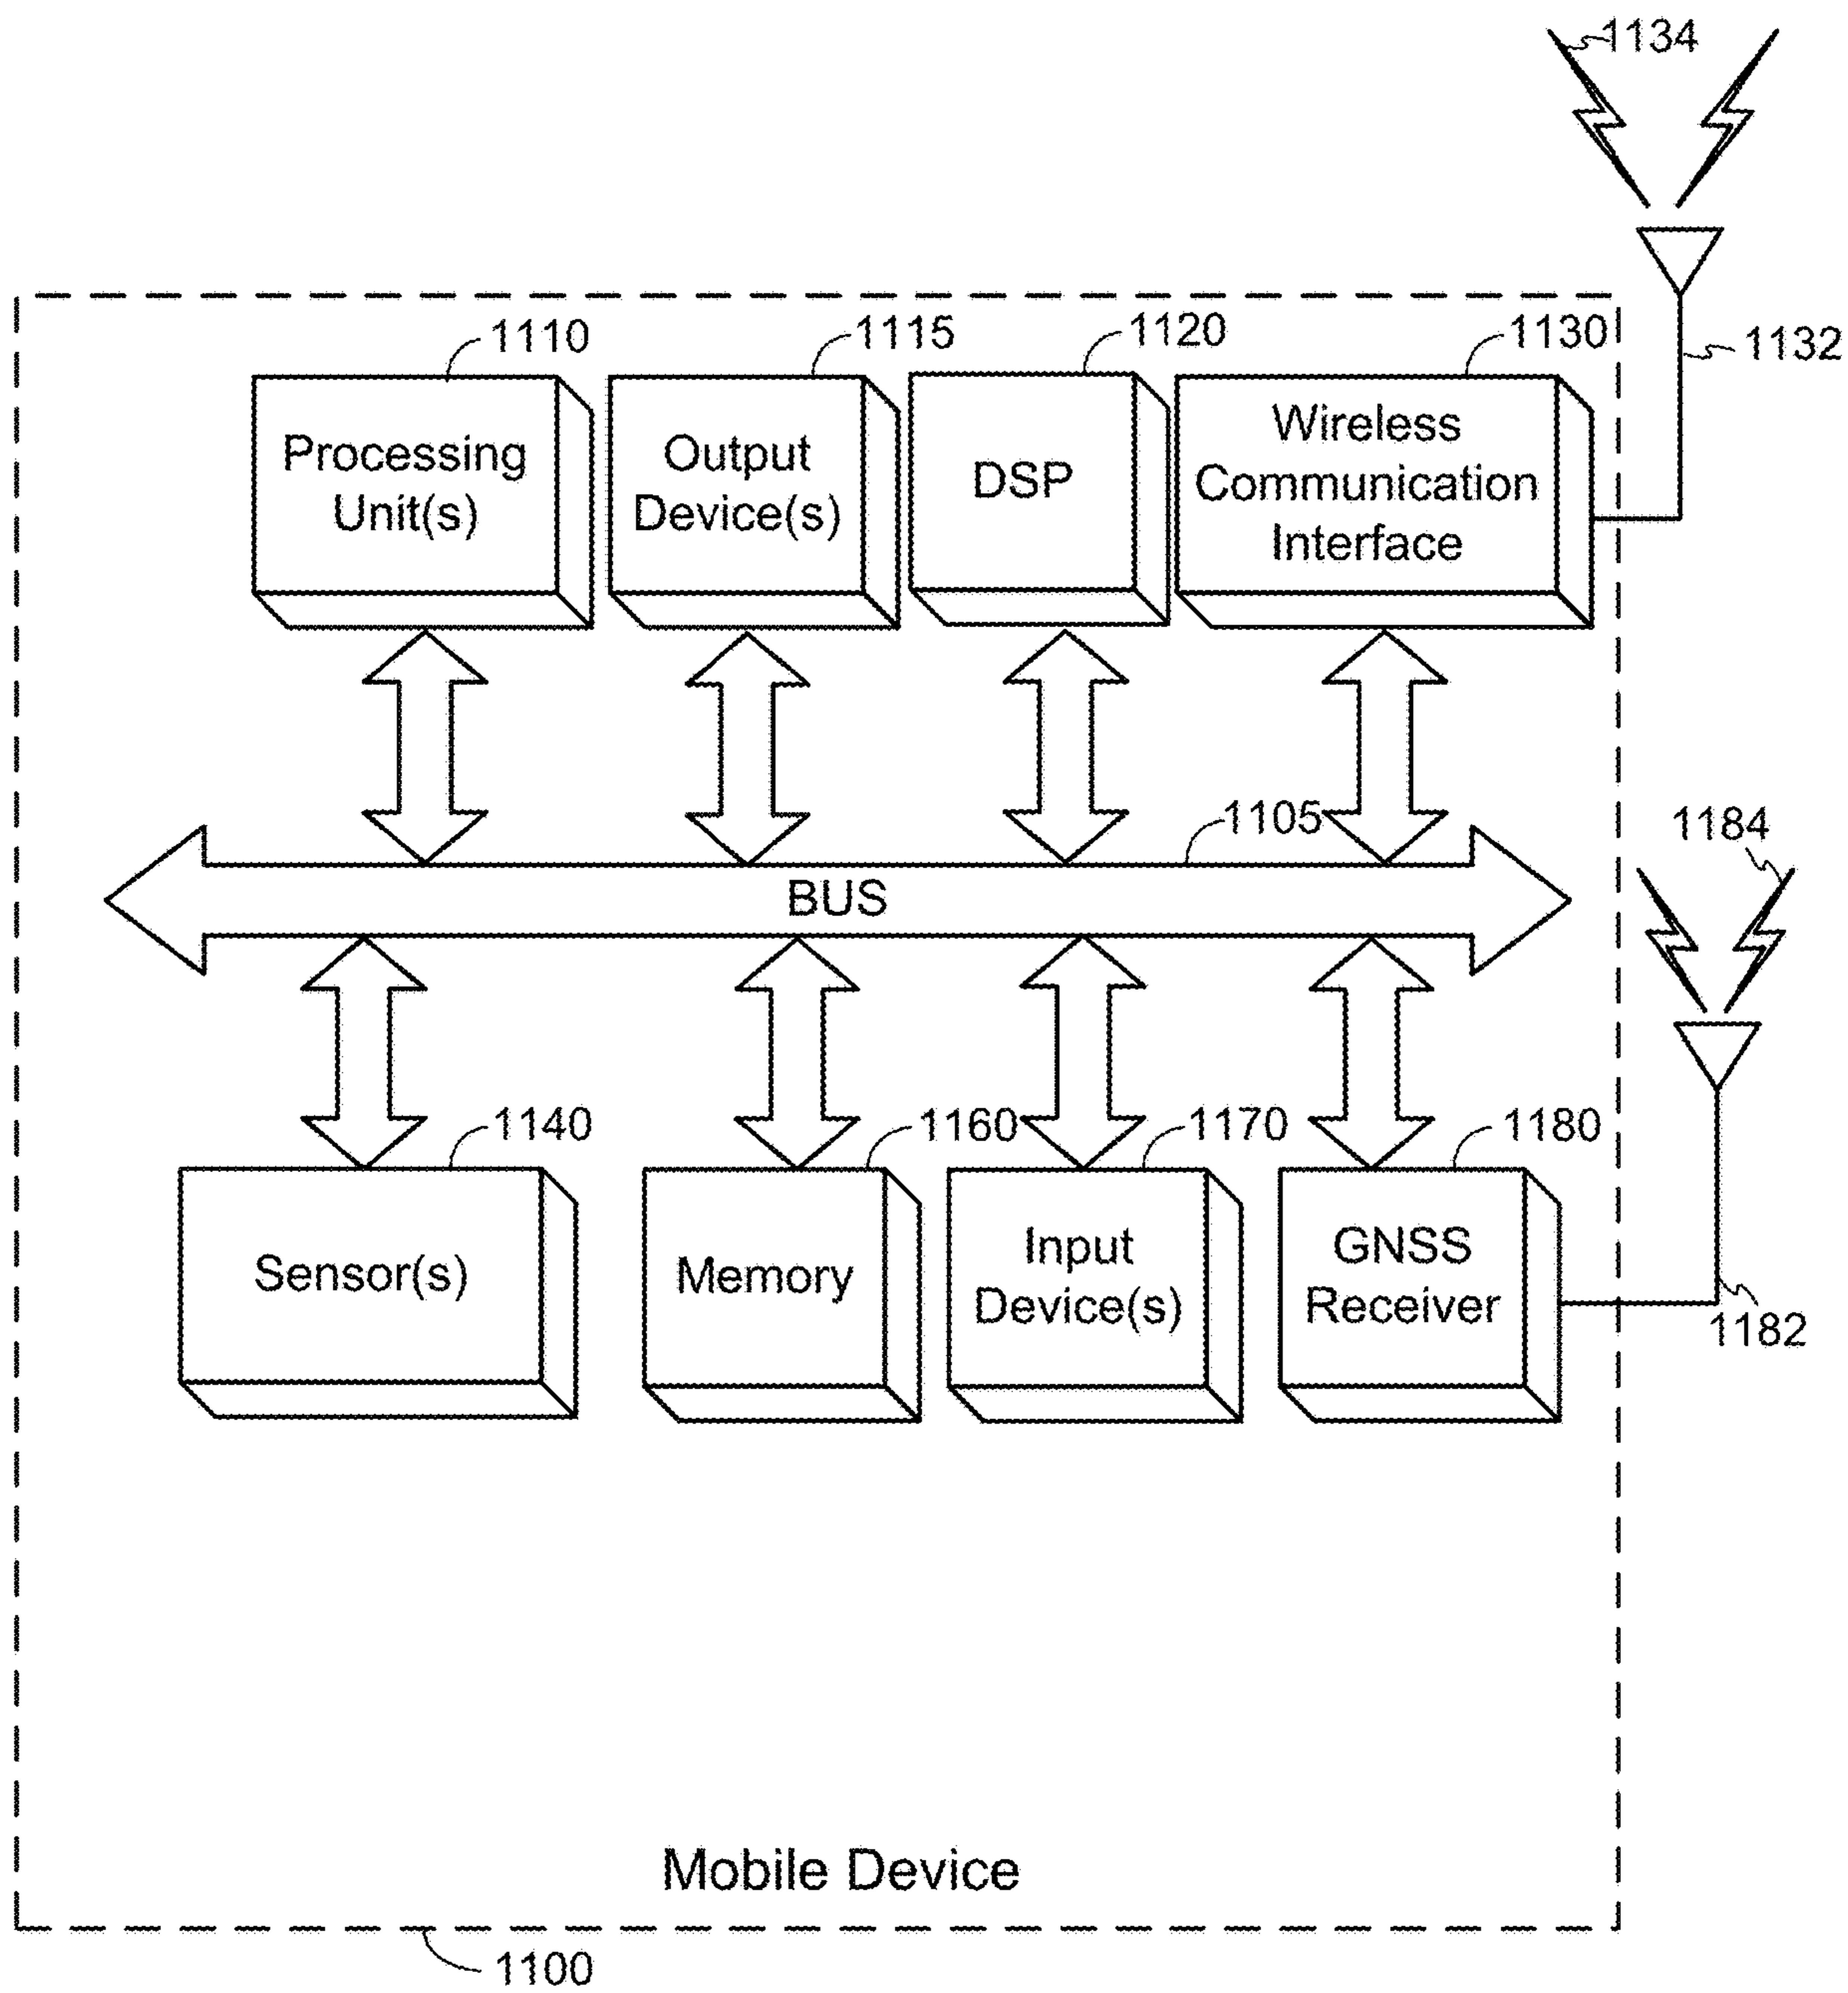 1134
1132
1110
1115
1120
1130
Processing
Unit(s)
Output
Device(s)
DSP
Wireless
Communication
Interface
1105
BUS
1184
1140
1160
1170
1180
Sensor(s)
Memory
Input
Device(s)
GNSS
Receiver
1182
Mobile Device
1100